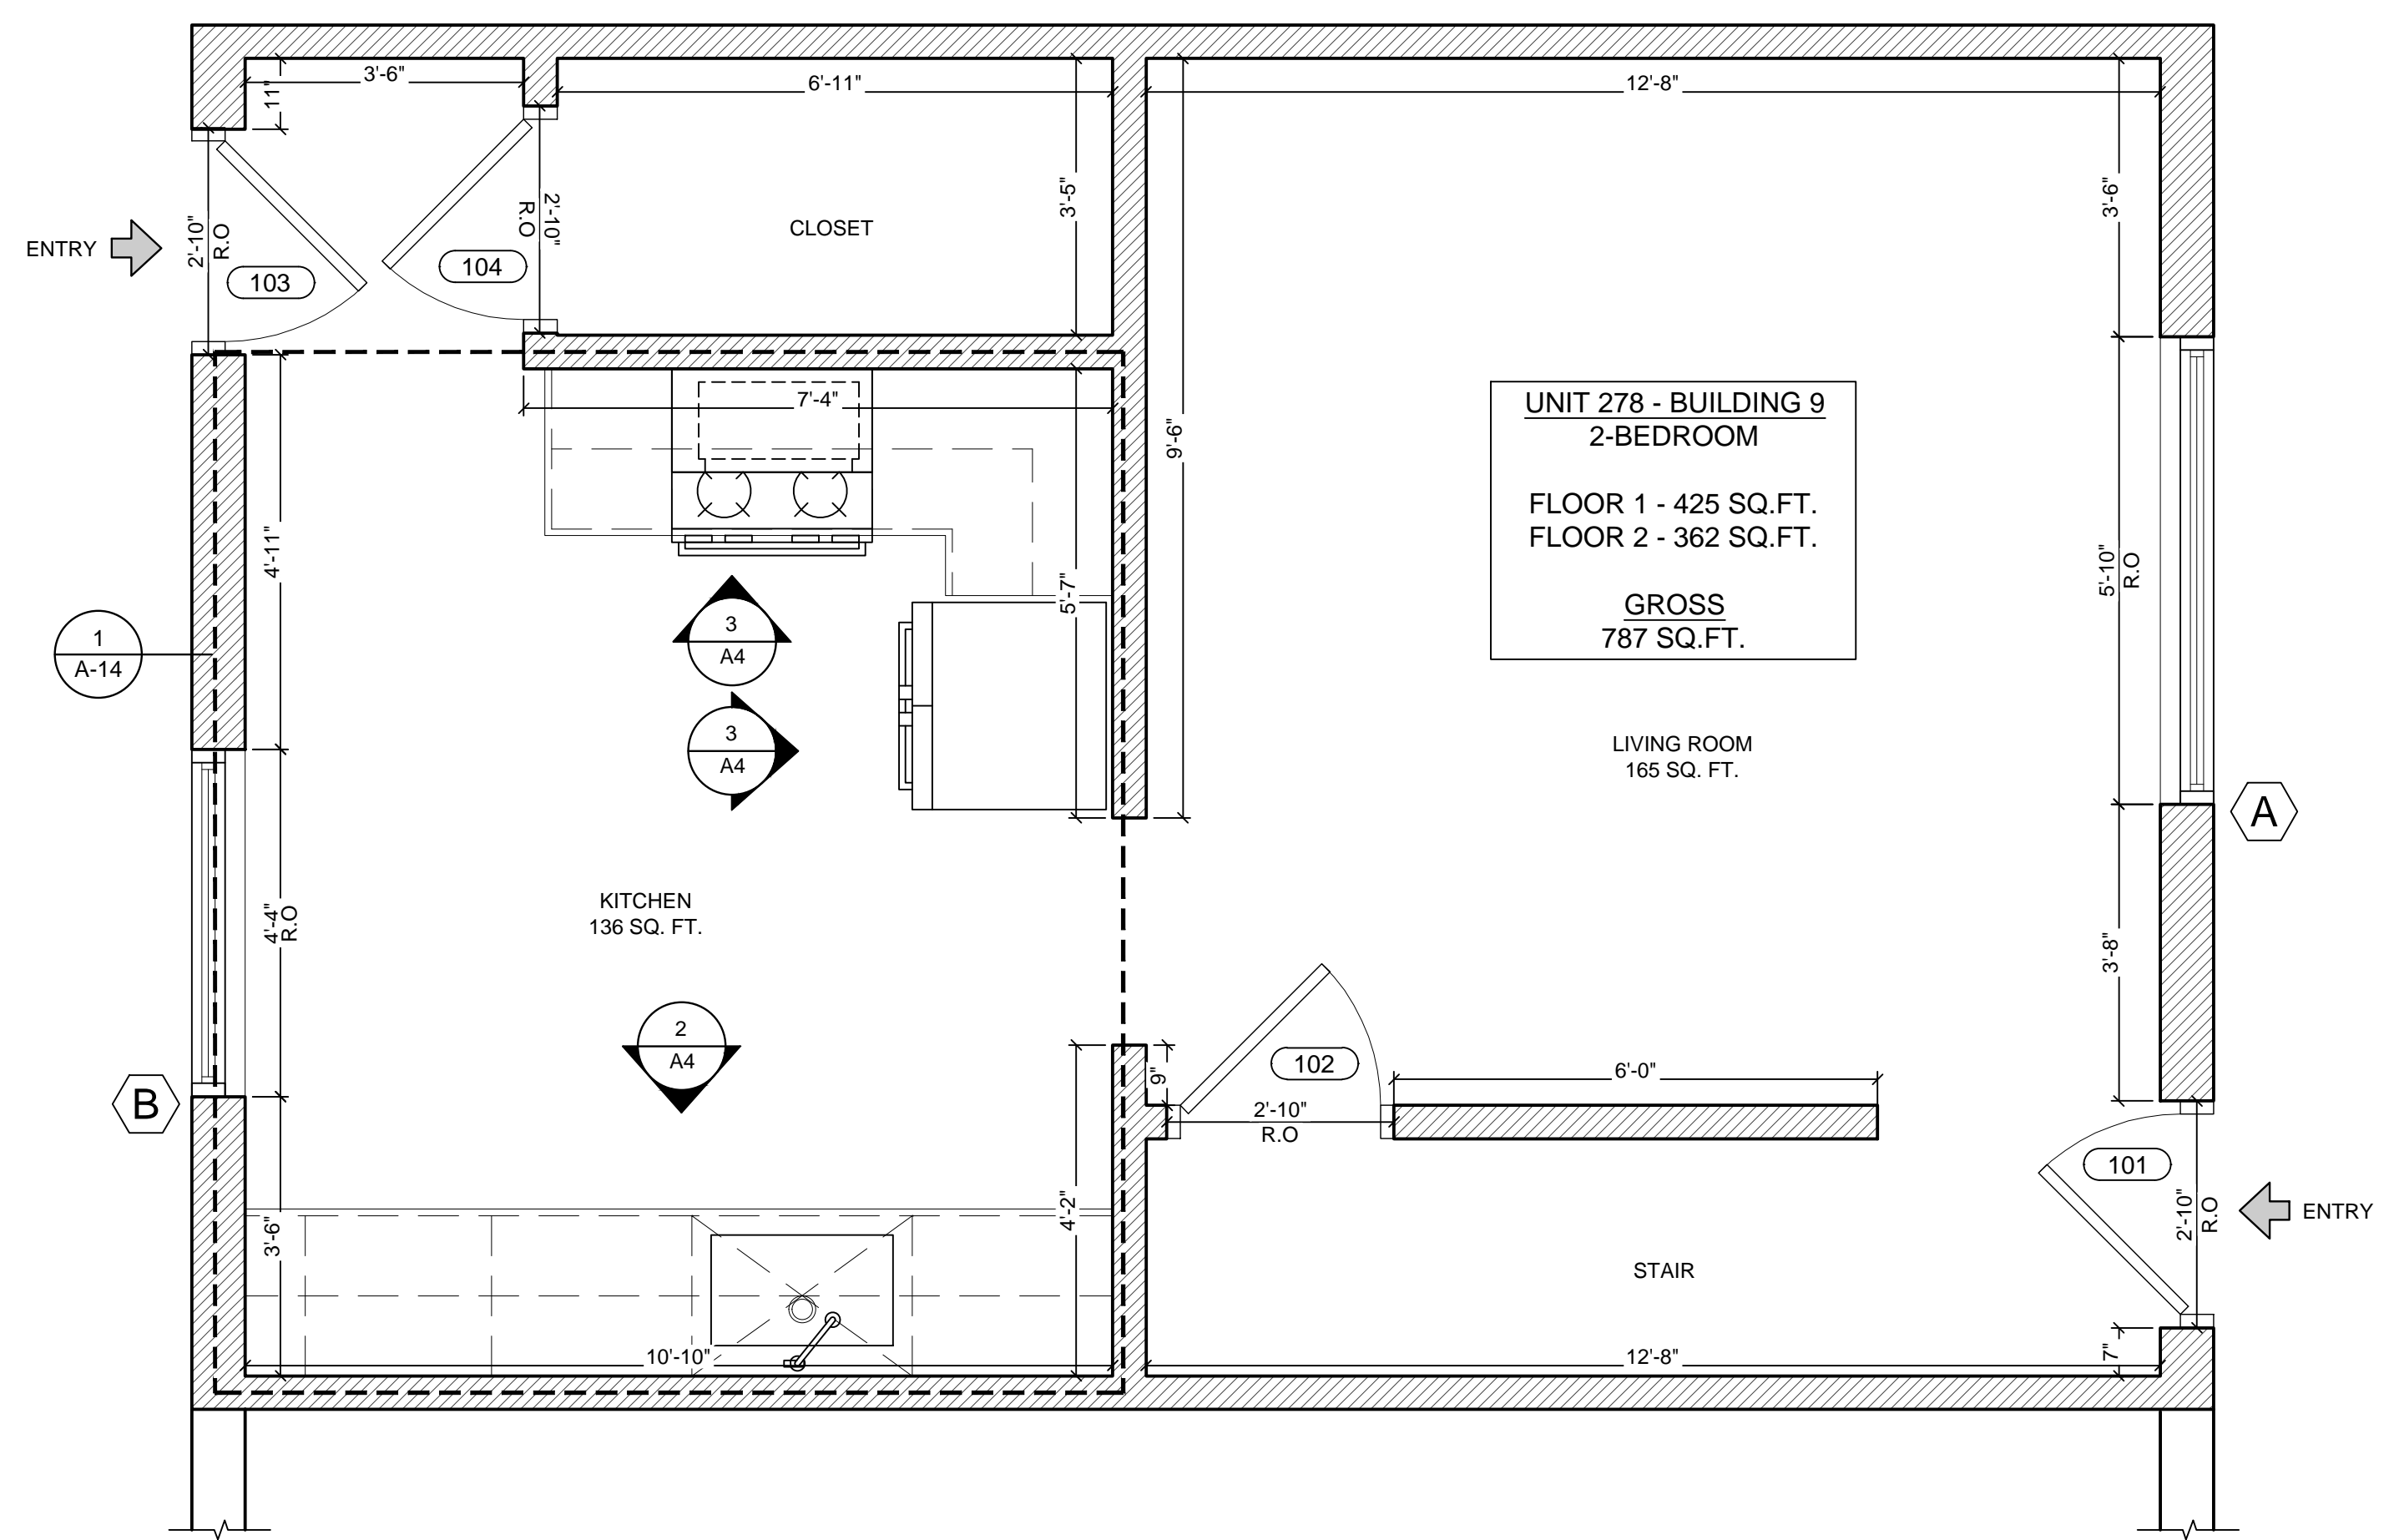 3'-6"
6'-11"
12'-8"
11"
2'-10"
R.O
ENTRY
103
104
2'-10"
R.O
CLOSET
3'-5"
3'-6"
7'-4"
9'-6"
UNIT 278 - BUILDING 9
2-BEDROOM
FLOOR 1 - 425 SQ.FT.
FLOOR 2 - 362 SQ.FT.
GROSS
787 SQ.FT.
4'-11"
5'-7"
5'-10"
R.O
1
A-14
3
A4
3
A4
LIVING ROOM
165 SQ. FT.
A
KITCHEN
136 SQ. FT.
4'-4"
R.O
3'-8"
2
A4
B
9"
102
6'-0"
2'-10"
R.O
101
2'-10"
R.O
ENTRY
3'-6"
4'-2"
STAIR
10'-10"
12'-8"
7"